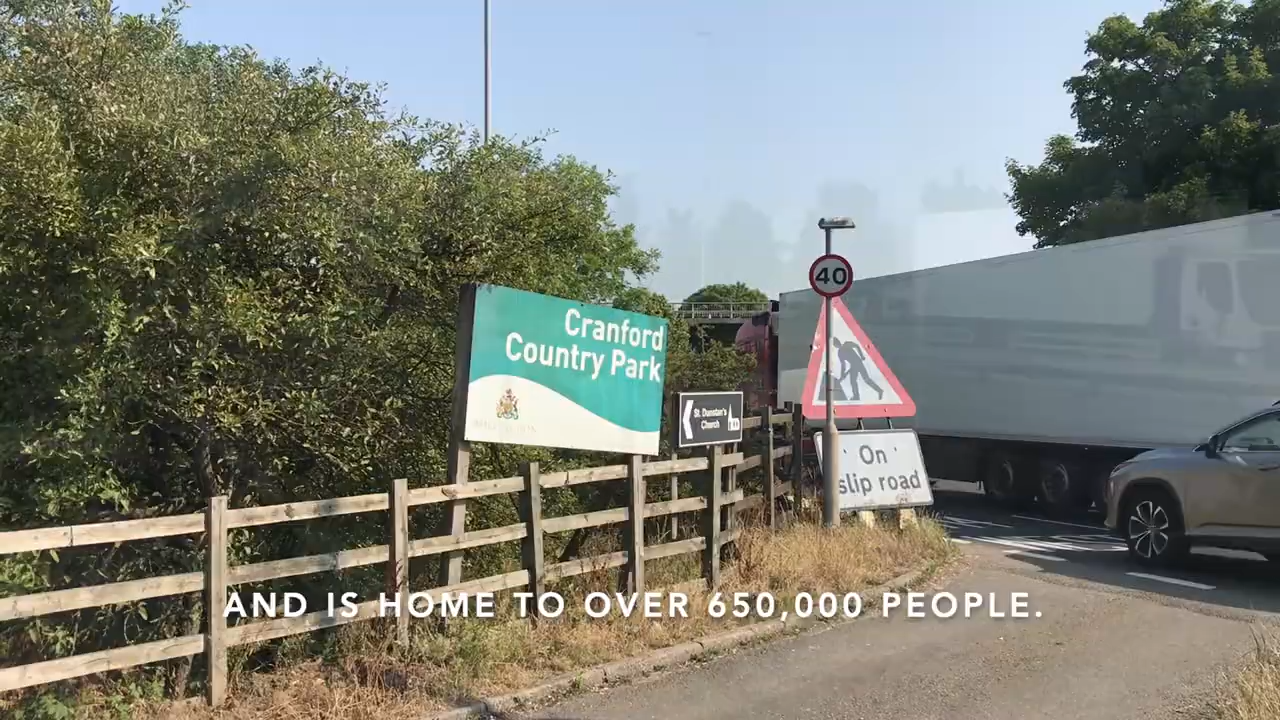 40
Cranford
Country Park
St. Dunstan's
Church
On
slip road
AND IS HOME TO OVER 650,000 PEOPLE.